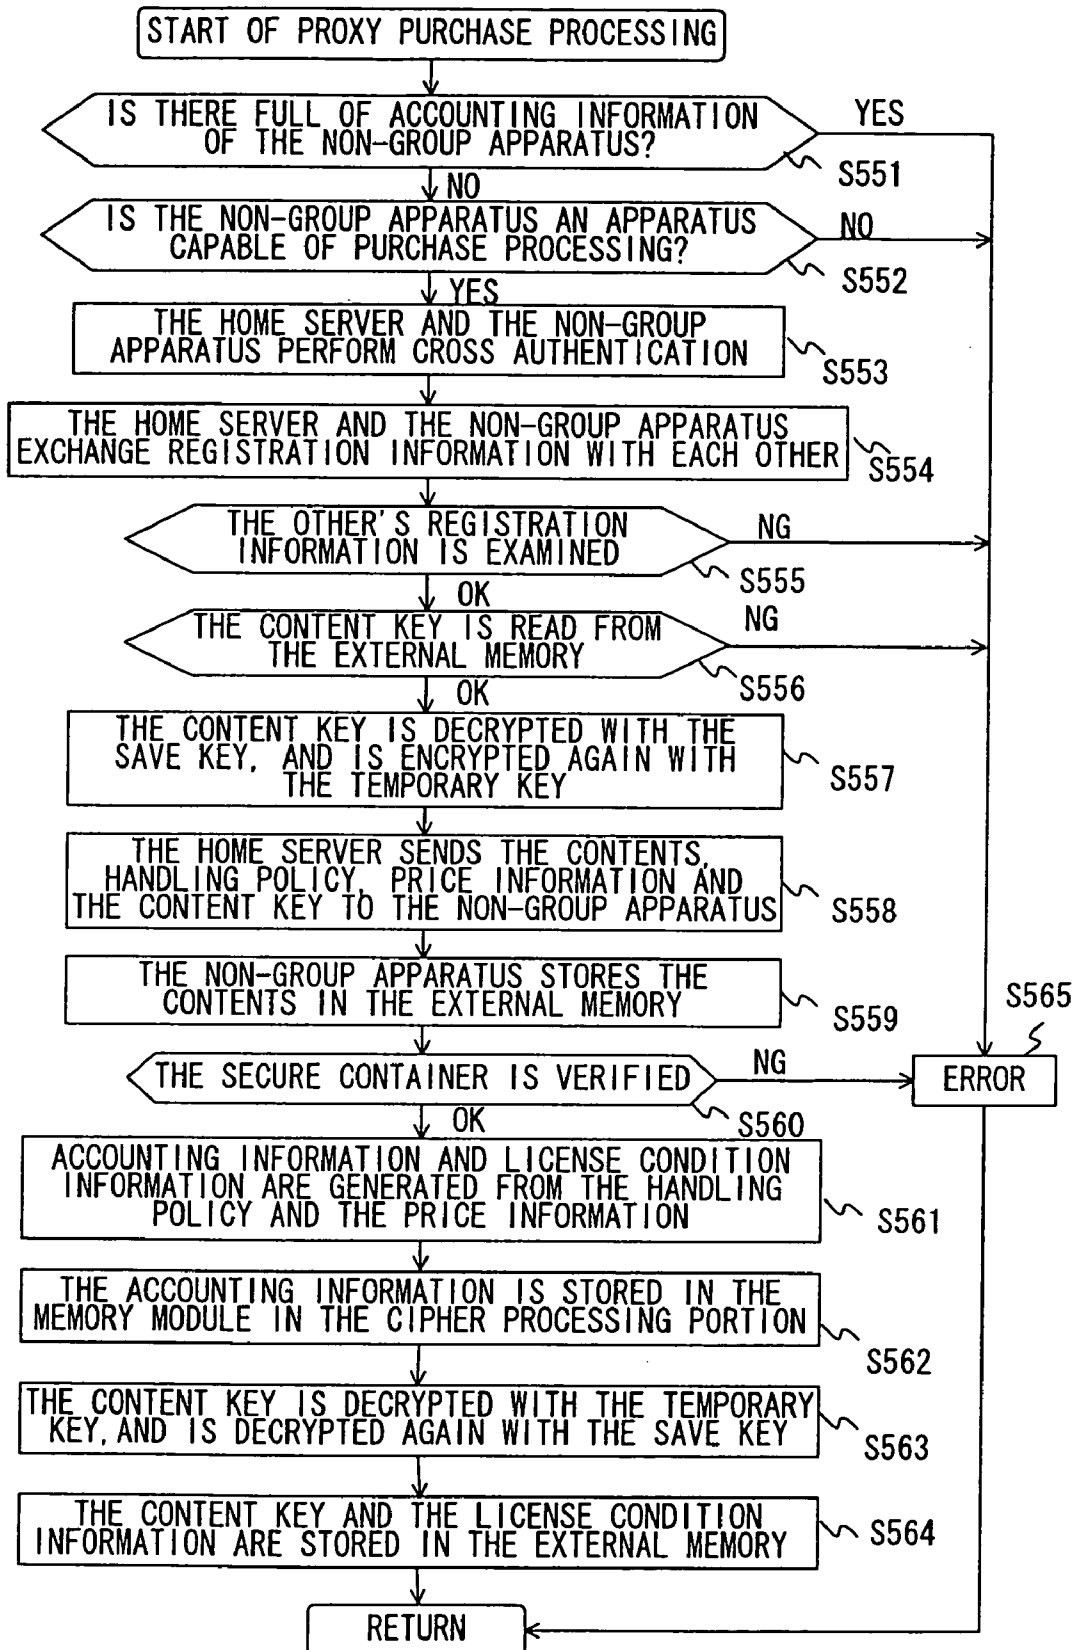 START OF PROXY PURCHASE PROCESSING
IS THERE FULL OF ACCOUNTING INFORMATION
OF THE NON-GROUP APPARATUS?
YES
S551
NO
IS THE NON-GROUP APPARATUS AN APPARATUS
CAPABLE OF PURCHASE PROCESSING?
NO
S552
YES
THE HOME SERVER AND THE NON-GROUP
APPARATUS PERFORM CROSS AUTHENTICATION
S553
THE HOME SERVER AND THE NON-GROUP APPARATUS
EXCHANGE REGISTRATION INFORMATION WITH EACH OTHER
S554
THE OTHER'S REGISTRATION
INFORMATION IS EXAMINED
NG
S555
OK
THE CONTENT KEY IS READ FROM
THE EXTERNAL MEMORY
NG
S556
OK
THE CONTENT KEY IS DECRYPTED WITH THE
SAVE KEY, AND IS ENCRYPTED AGAIN WITH
THE TEMPORARY KEY
S557
THE HOME SERVER SENDS THE CONTENTS,
HANDLING POLICY, PRICE INFORMATION AND
THE CONTENT KEY TO THE NON-GROUP APPARATUS
S558
THE NON-GROUP APPARATUS STORES THE
CONTENTS IN THE EXTERNAL MEMORY
S559
S565
THE SECURE CONTAINER IS VERIFIED
NG
ERROR
S560
OK
ACCOUNTING INFORMATION AND LICENSE CONDITION
INFORMATION ARE GENERATED FROM THE HANDLING
POLICY AND THE PRICE INFORMATION
S561
THE ACCOUNTING INFORMATION IS STORED IN THE
MEMORY MODULE IN THE CIPHER PROCESSING PORTION
S562
THE CONTENT KEY IS DECRYPTED WITH THE TEMPORARY
KEY, AND IS DECRYPTED AGAIN WITH THE SAVE KEY
S563
THE CONTENT KEY AND THE LICENSE CONDITION
INFORMATION ARE STORED IN THE EXTERNAL MEMORY
S564
RETURN